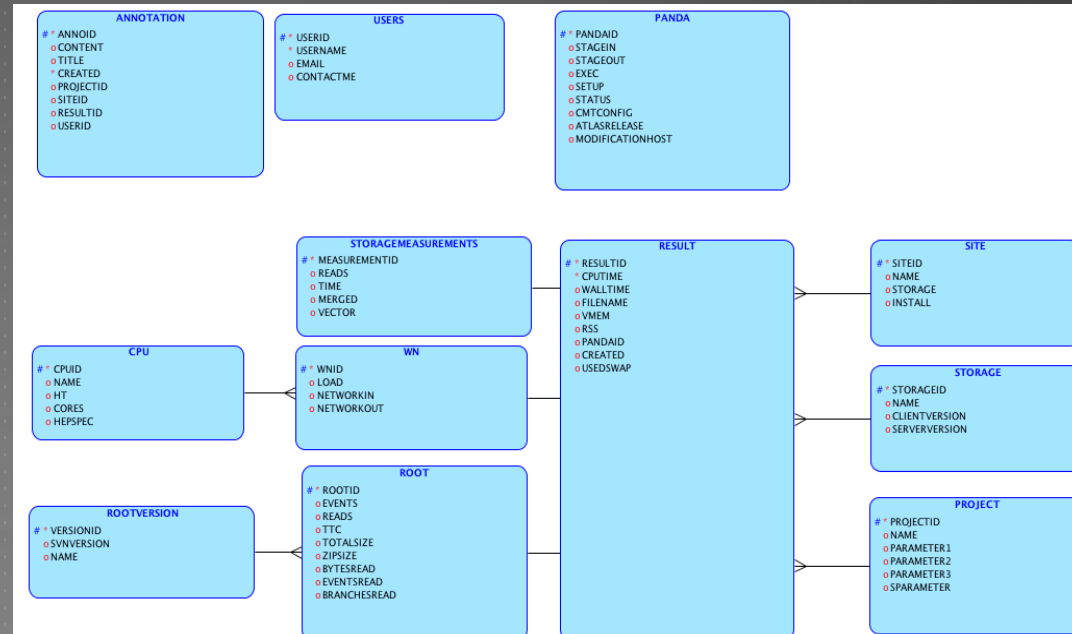 ANNOTATION
# * ANNOID
o CONTENT
o TITLE
* CREATED
o PROJECTID
o SITEID
o RESULTID
o USERID
USERS
# * USERID
* USERNAME
o EMAIL
o CONTACTME
PANDA
# * PANDAID
o STAGEIN
o STAGEOUT
o EXEC
o SETUP
o STATUS
o CMTCONFIG
o ATLASRELEASE
o MODIFICATIONHOST
STORAGEMEASUREMENTS
# * MEASUREMENTID
o READS
o TIME
o MERGED
o VECTOR
RESULT
# * RESULTID
* CPUTIME
o WALLTIME
o FILENAME
o VMEM
o RSS
o PANDAID
o CREATED
o USEDSWAP
SITE
# * SITEID
o NAME
o STORAGE
o INSTALL
CPU
# * CPUID
o NAME
o HT
o CORES
o HEPSPEC
WN
# * WNID
o LOAD
o NETWORKIN
o NETWORKOUT
STORAGE
# * STORAGEID
o NAME
o CLIENTVERSION
o SERVERVERSION
ROOTVERSION
# * VERSIONID
o SVNVERSION
o NAME
ROOT
# * ROOTID
o EVENTS
o READS
o TTC
o TOTALSIZE
o ZIPSIZE
o BYTESREAD
o EVENTSREAD
o BRANCHESREAD
PROJECT
# * PROJECTID
o NAME
o PARAMETER1
o PARAMETER2
o PARAMETER3
o SPARAMETER